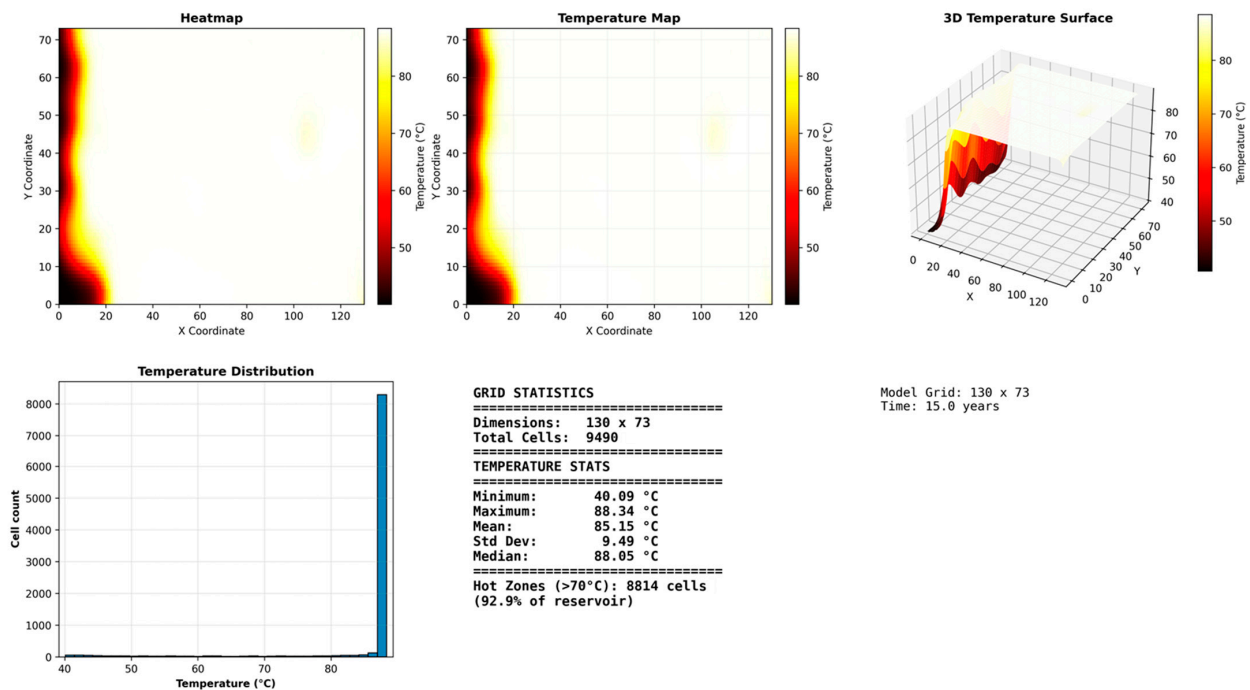 Heatmap
70
60
50
40
30
20
10
0
Y Coordinate
0 20 40 60 80 100 120
X Coordinate
80
70
60
50
Temperature (°C)
Temperature Map
70
60
50
40
30
20
10
0
Y Coordinate
0 20 40 60 80 100 120
X Coordinate
80
70
60
50
Temperature (°C)
3D Temperature Surface
80
70
60
50
40
0 20 40 60 80 100 120
X
0 10 20 30 40 50 60 70
Y
80
70
60
50
Temperature (°C)
Temperature Distribution
8000
7000
6000
5000
4000
3000
2000
1000
0
Cell count
40 50 60 70 80
Temperature (°C)
GRID STATISTICS
===============================
Dimensions: 130 x 73
Total Cells: 9490
===============================
TEMPERATURE STATS
===============================
Minimum: 40.09 °C
Maximum: 88.34 °C
Mean: 85.15 °C
Std Dev: 9.49 °C
Median: 88.05 °C
===============================
Hot Zones (>70°C): 8814 cells
(92.9% of reservoir)
Model Grid: 130 x 73
Time: 15.0 years